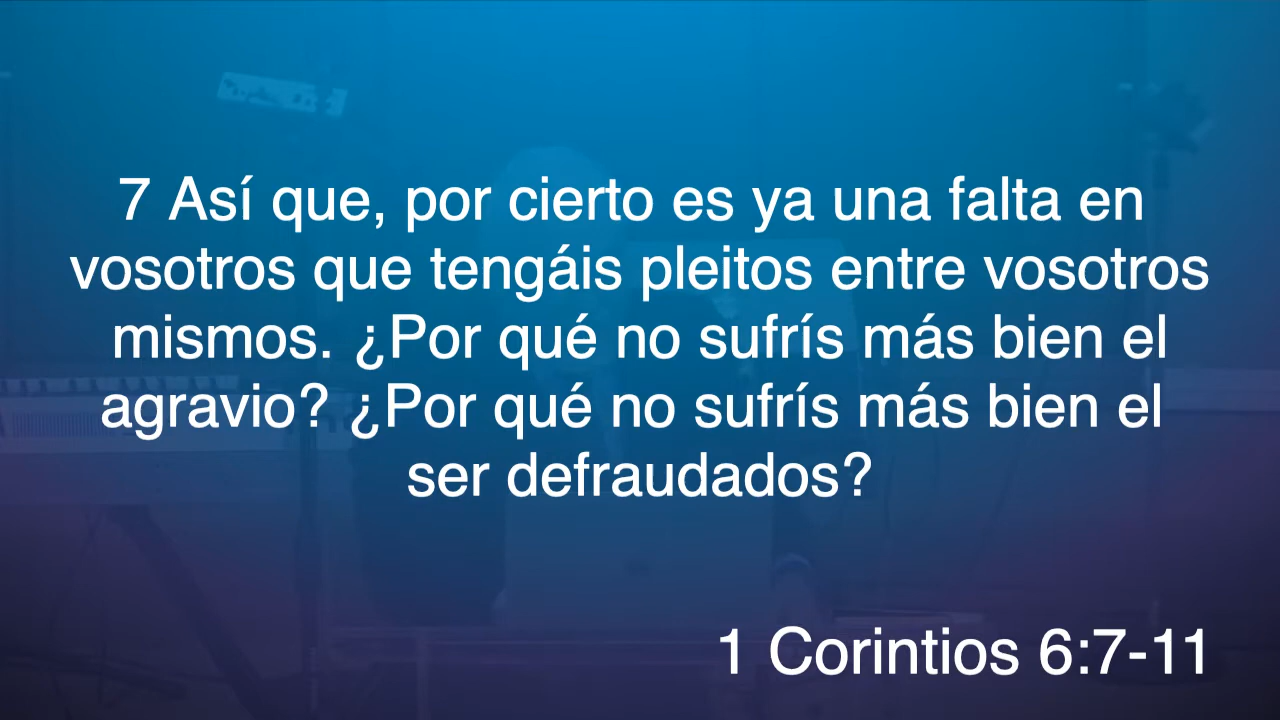 7 Así que, por cierto es ya una falta en
vosotros que tengáis pleitos entre vosotros
mismos. ¿Por qué no sufrís más bien el
agravio? ¿Por qué no sufrís más bien el
ser defraudados?
1 Corintios 6:7-11